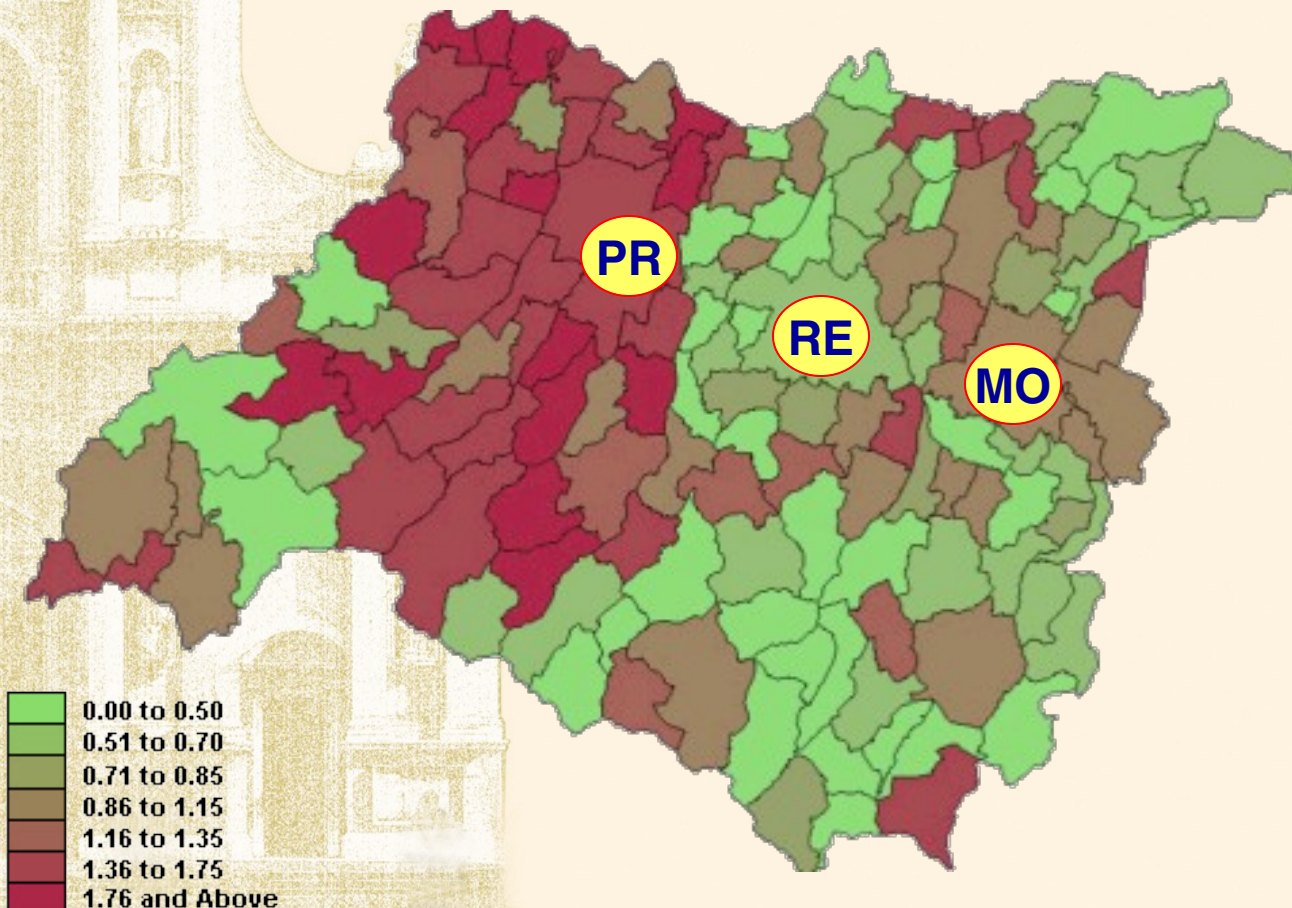 PR
RE
MO
0.00 to 0.50
0.51 to 0.70
0.71 to 0.85
0.86 to 1.15
1.16 to 1.35
1.36 to 1.75
1.76 and Above